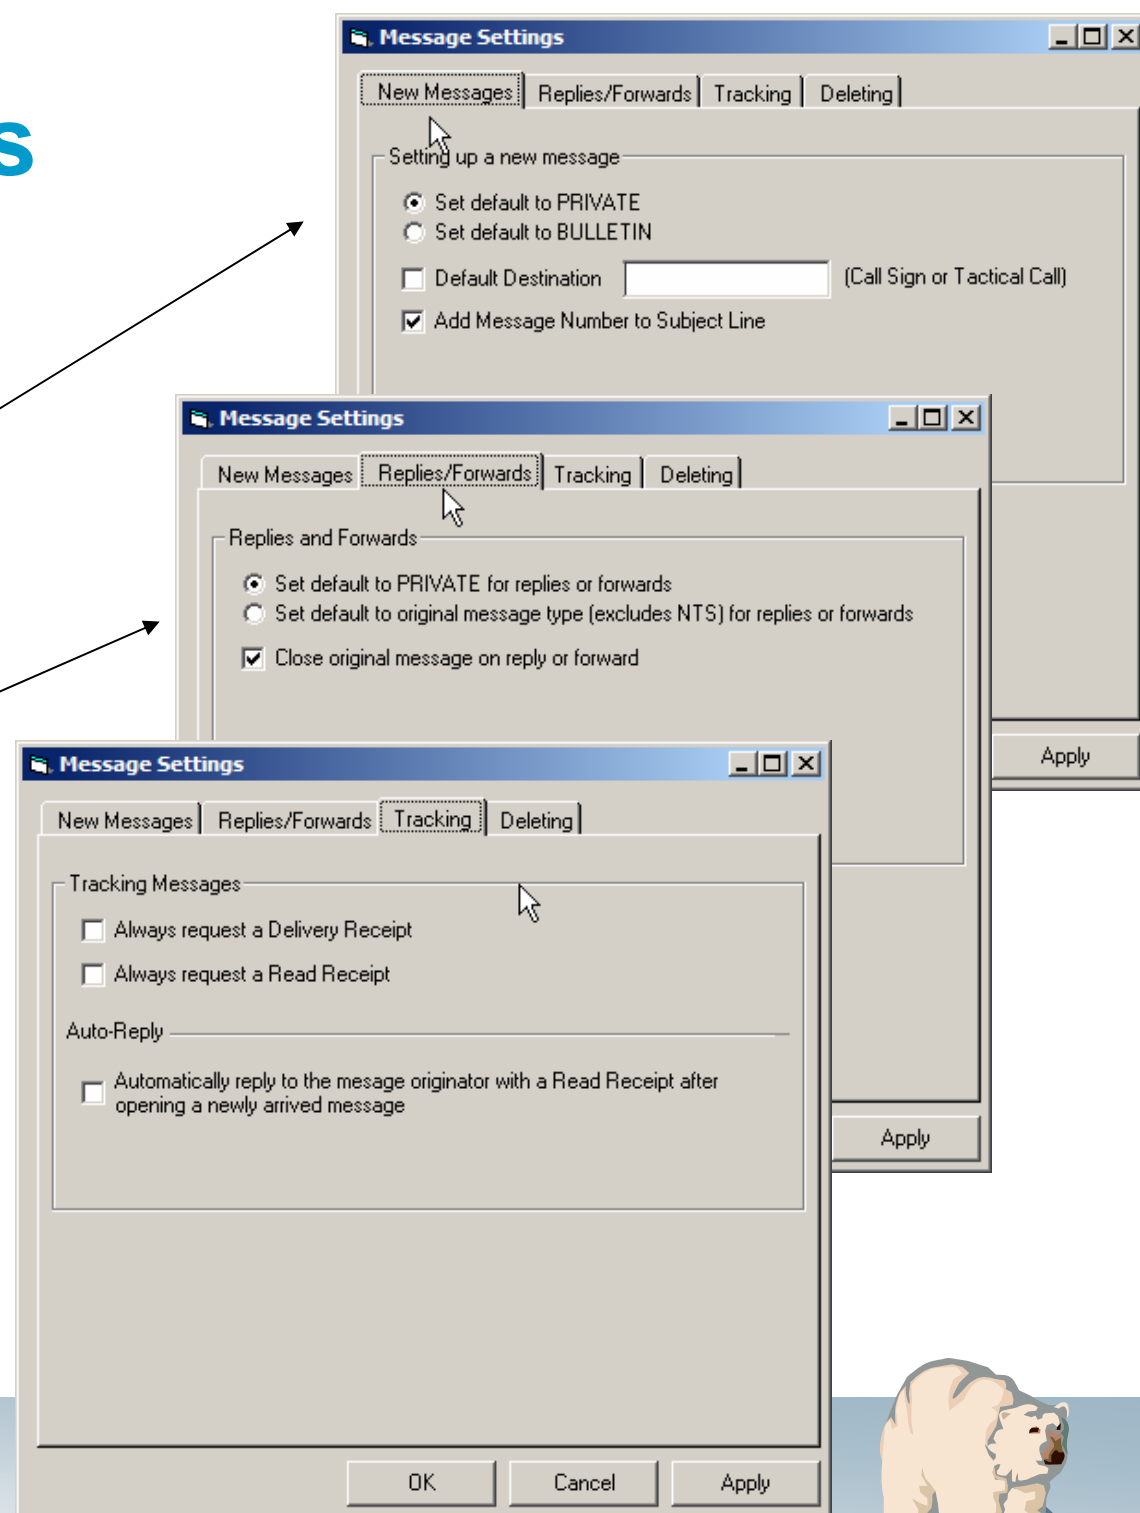 s
Message Settings
New Messages Replies/Forwards Tracking Deleting
Setting up a new message
Set default to PRIVATE
Set default to BULLETIN
Default Destination (Call Sign or Tactical Call)
Add Message Number to Subject Line
Apply
Message Settings
New Messages Replies/Forwards Tracking Deleting
Replies and Forwards
Set default to PRIVATE for replies or forwards
Set default to original message type (excludes NTS) for replies or forwards
Close original message on reply or forward
Apply
Message Settings
New Messages Replies/Forwards Tracking Deleting
Tracking Messages
Always request a Delivery Receipt
Always request a Read Receipt
Auto-Reply
Automatically reply to the mesage originator with a Read Receipt after
opening a newly arrived message
OK Cancel Apply